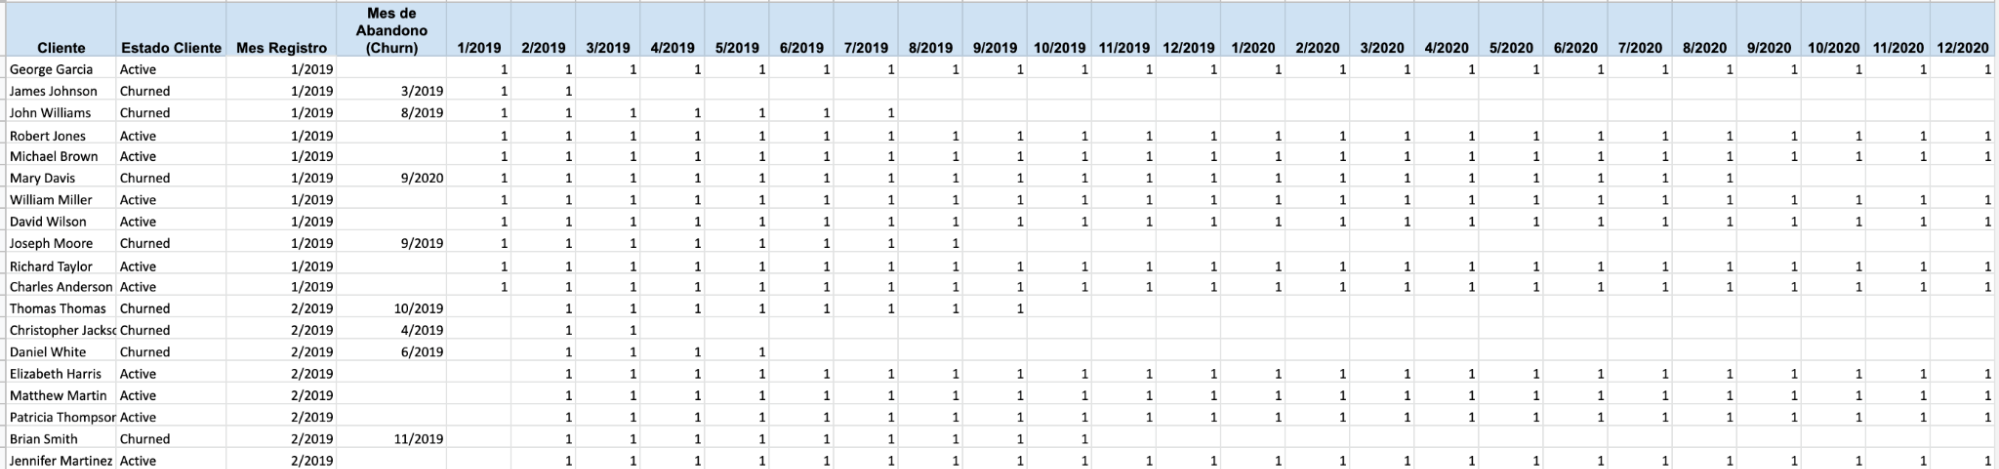 Cliente Estado Cliente Mes Registro Mes de Abandono (Churn) 1/2019 2/2019 3/2019 4/2019 5/2019 6/2019 7/2019 8/2019 9/2019 10/2019 11/2019 12/2019 1/2020 2/2020 3/2020 4/2020 5/2020 6/2020 7/2020 8/2020 9/2020 10/2020 11/2020 12/2020
George Garcia Active 1/2019 1 1 1 1 1 1 1 1 1 1 1 1 1 1 1 1 1 1 1 1 1 1 1 1
James Johnson Churned 1/2019 3/2019 1 1
John Williams Churned 1/2019 8/2019 1 1 1 1 1 1 1
Robert Jones Active 1/2019 1 1 1 1 1 1 1 1 1 1 1 1 1 1 1 1 1 1 1 1 1 1 1 1
Michael Brown Active 1/2019 1 1 1 1 1 1 1 1 1 1 1 1 1 1 1 1 1 1 1 1 1 1 1 1
Mary Davis Churned 1/2019 9/2020 1 1 1 1 1 1 1 1 1 1 1 1 1 1 1 1 1 1 1 1
William Miller Active 1/2019 1 1 1 1 1 1 1 1 1 1 1 1 1 1 1 1 1 1 1 1 1 1 1 1
David Wilson Active 1/2019 1 1 1 1 1 1 1 1 1 1 1 1 1 1 1 1 1 1 1 1 1 1 1 1
Joseph Moore Churned 1/2019 9/2019 1 1 1 1 1 1 1 1
Richard Taylor Active 1/2019 1 1 1 1 1 1 1 1 1 1 1 1 1 1 1 1 1 1 1 1 1 1 1 1
Charles Anderson Active 1/2019 1 1 1 1 1 1 1 1 1 1 1 1 1 1 1 1 1 1 1 1 1 1 1 1
Thomas Thomas Churned 2/2019 10/2019 1 1 1 1 1 1 1 1
Christopher Jackso Churned 2/2019 4/2019 1 1
Daniel White Churned 2/2019 6/2019 1 1 1 1
Elizabeth Harris Active 2/2019 1 1 1 1 1 1 1 1 1 1 1 1 1 1 1 1 1 1 1 1 1 1 1
Matthew Martin Active 2/2019 1 1 1 1 1 1 1 1 1 1 1 1 1 1 1 1 1 1 1 1 1 1 1
Patricia Thompson Active 2/2019 1 1 1 1 1 1 1 1 1 1 1 1 1 1 1 1 1 1 1 1 1 1 1
Brian Smith Churned 2/2019 11/2019 1 1 1 1 1 1 1 1 1
Jennifer Martinez Active 2/2019 1 1 1 1 1 1 1 1 1 1 1 1 1 1 1 1 1 1 1 1 1 1 1